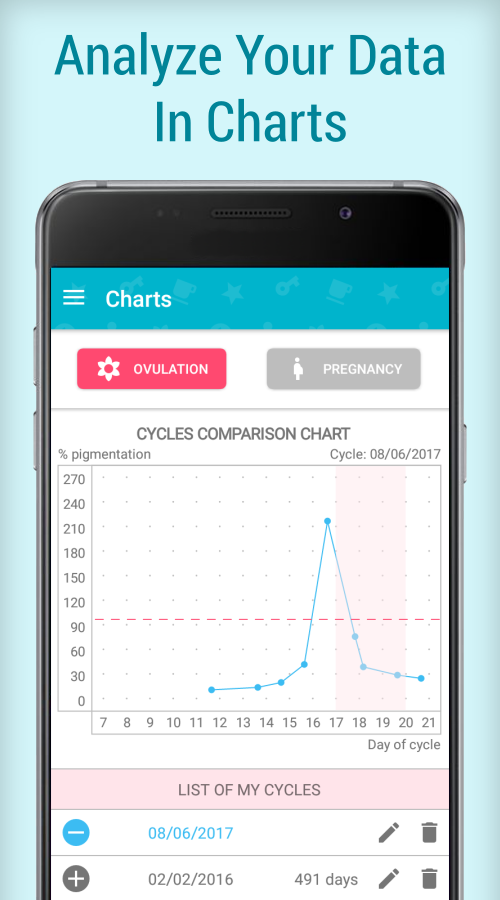 Analyze Your Data
In Charts
Charts
OVULATION PREGNANCY
CYCLES COMPARISON CHART
% pigmentation Cycle: 08/06/2017
270
240
210
180
150
120
90
60
30
0
7 8 9 10 11 12 13 14 15 16 17 18 19 20 21
Day of cycle
LIST OF MY CYCLES
08/06/2017
02/02/2016 491 days